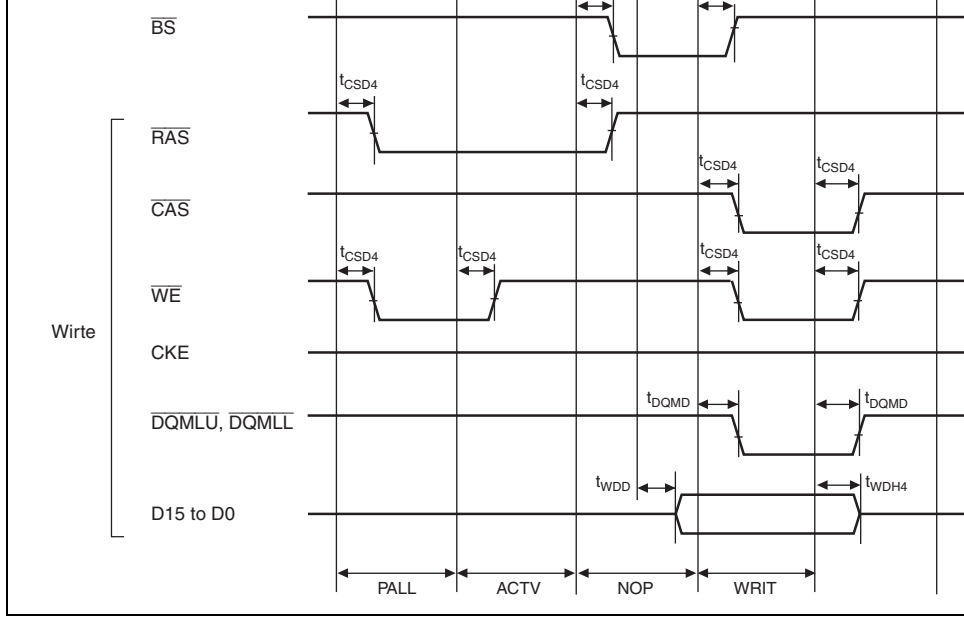 BS
tCSD4 tCSD4
RAS
tCSD4 tCSD4
CAS
tCSD4 tCSD4 tCSD4 tCSD4
WE
Wirte
CKE
tDQMD tDQMD
DQMLU, DQMLL
tWDD tWDH4
D15 to D0
PALL ACTV NOP WRIT